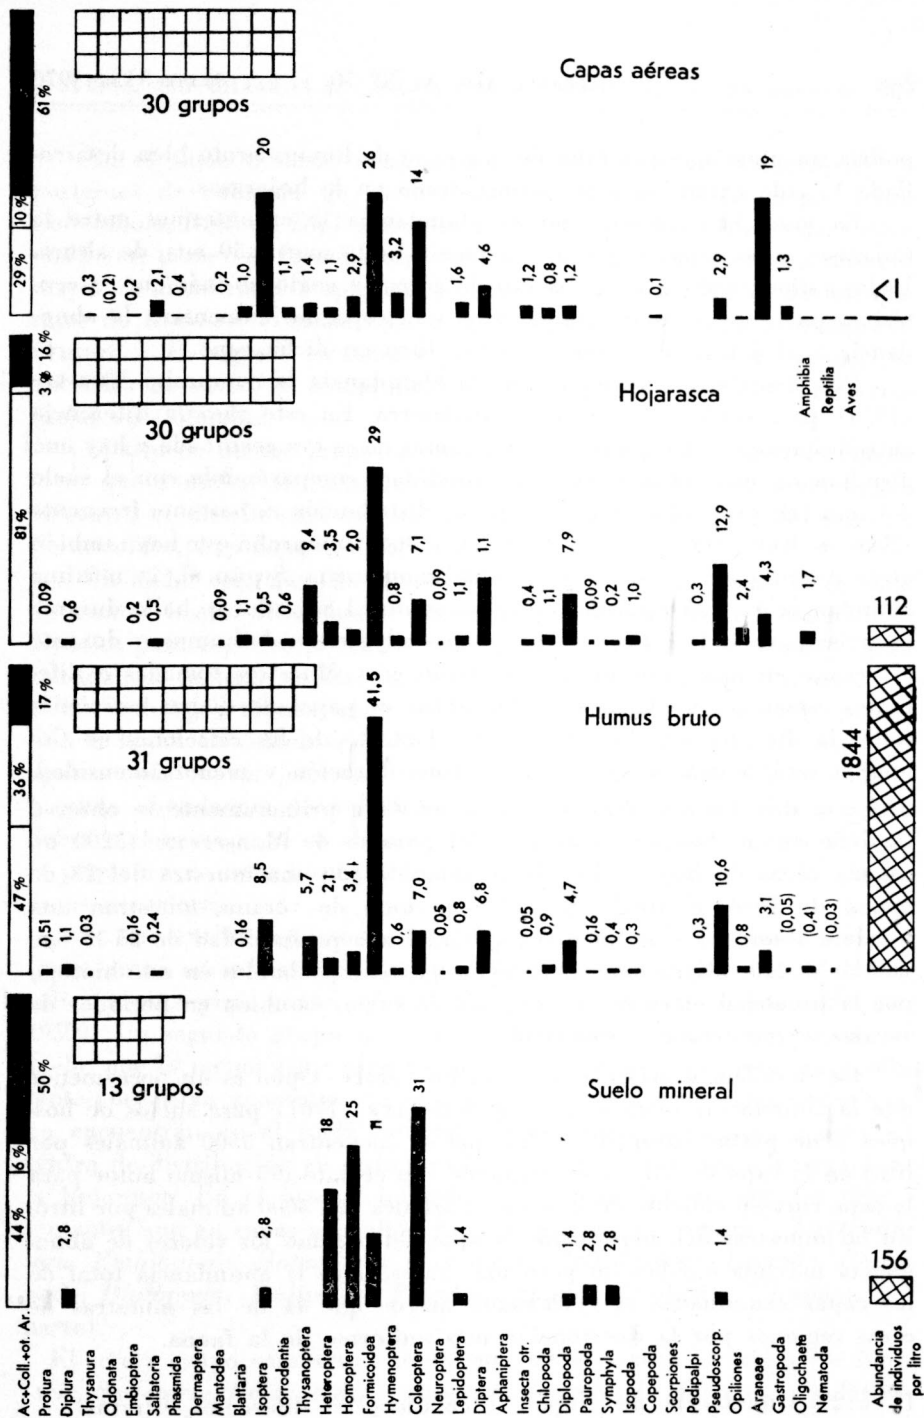 29%
10%
61%
30 grupos
Capas aéreas
0,3
(0,2)
0,2
2,1
0,4
0,2
1,0
20
1,1
1,4
1,1
2,9
26
3,2
14
1,6
4,6
1,2
0,8
1,2
0,1
2,9
19
1,3
<1
81%
3%
16%
30 grupos
Hojarasca
Amphibia
Reptilia
Aves
0,09
0,6
0,2
0,5
0,09
1,1
0,5
0,6
9,4
3,5
2,0
29
0,8
7,1
0,09
1,1
1,1
0,4
1,1
7,9
0,09
0,2
1,0
0,3
12,9
2,4
4,3
1,7
112
47%
36%
17%
31 grupos
Humus bruto
1,1
0,05
0,15
0,21
0,16
8,5
5,7
2,1
3,4
41,5
0,6
7,0
0,05
0,8
6,8
0,05
0,9
4,7
0,16
0,4
0,3
0,3
10,6
0,8
3,1
(0,05)
(0,41)
(0,03)
1844
44%
6%
50%
13 grupos
Suelo mineral
2,8
2,8
18
25
11
31
1,4
1,4
2,8
2,8
1,4
156
Ac.+Coll.+otr. Ar.
Protura
Diplura
Thysanura
Odonata
Embioptera
Saltatoria
Phasmida
Dermaptera
Mantodea
Blattaria
Isoptera
Corrodentia
Thysanoptera
Heteroptera
Homoptera
Formicoidea
Hymenoptera
Coleoptera
Neuroptera
Lepidoptera
Diptera
Aphaniptera
Insecta otr.
Chilopoda
Diplopoda
Pauropoda
Symphyla
Isopoda
Copepoda
Scorpiones
Pedipalpi
Pseudoscorp.
Opiliones
Araneae
Gastropoda
Oligochaeta
Nematoda
Abundancia
de individuos
por litro